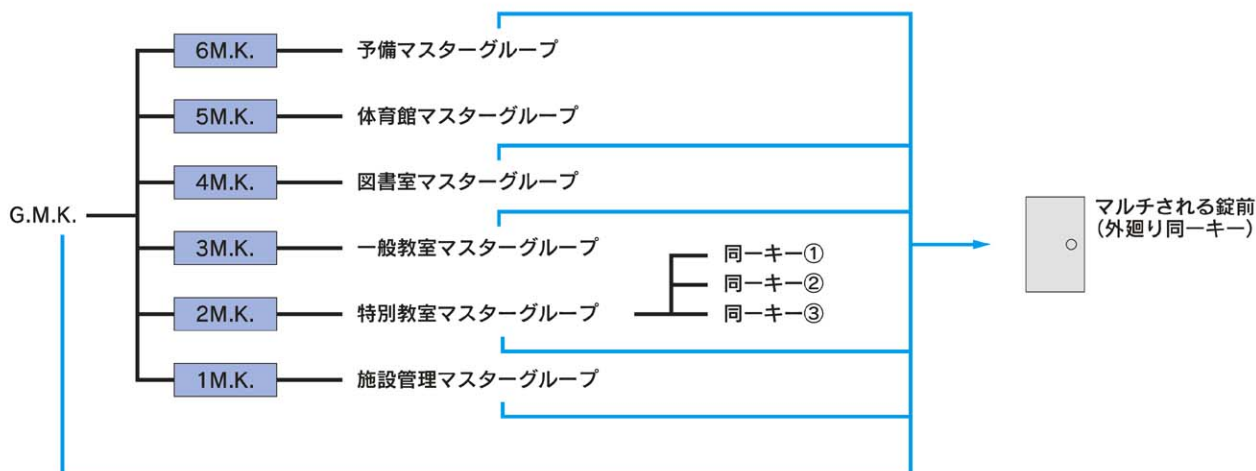 6M.K. 予備マスターグループ
5M.K. 体育館マスターグループ
4M.K. 図書室マスターグループ
G.M.K.
3M.K. 一般教室マスターグループ
2M.K. 特別教室マスターグループ
1M.K. 施設管理マスターグループ
同一キー①
同一キー②
同一キー③
マルチされる錠前
(外廻り同一キー)